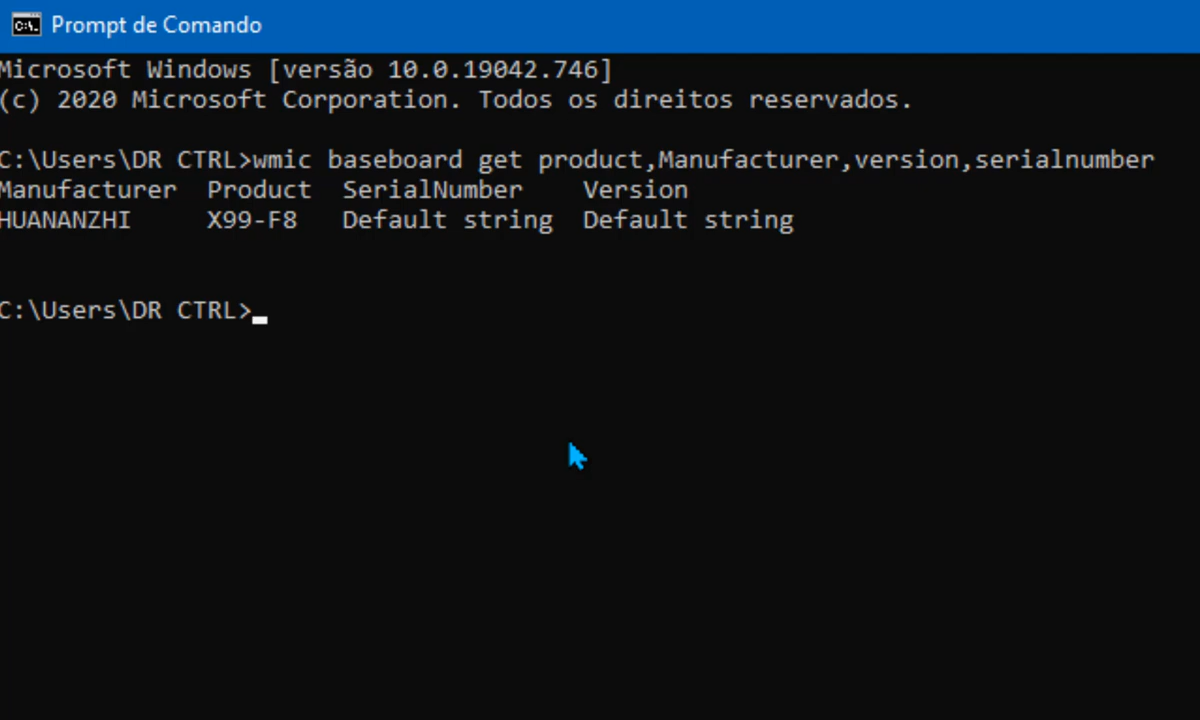 Prompt de Comando
Microsoft Windows [versão 10.0.19042.746]
(c) 2020 Microsoft Corporation. Todos os direitos reservados.
C:\Users\DR CTRL>wmic baseboard get product,Manufacturer,version,serialnumber
Manufacturer  Product  SerialNumber    Version
HUANANZHI     X99-F8   Default string  Default string
C:\Users\DR CTRL>